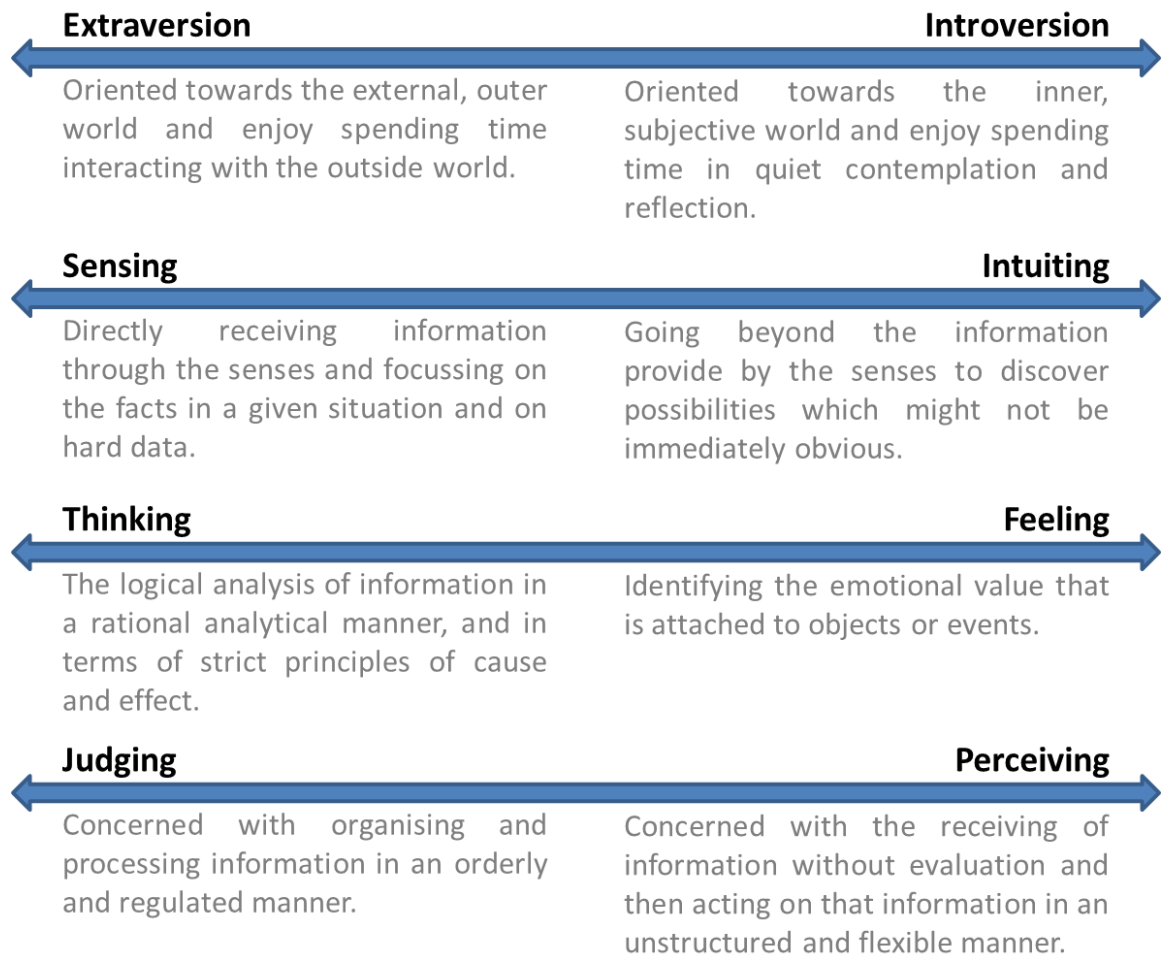 Extraversion
Introversion
Oriented towards the external, outer
world and enjoy spending time
interacting with the outside world.
Oriented towards the inner,
subjective world and enjoy spending
time in quiet contemplation and
reflection.
Sensing
Intuiting
Directly receiving information
through the senses and focussing on
the facts in a given situation and on
hard data.
Going beyond the information
provide by the senses to discover
possibilities which might not be
immediately obvious.
Thinking
Feeling
The logical analysis of information in
a rational analytical manner, and in
terms of strict principles of cause
and effect.
Identifying the emotional value that
is attached to objects or events.
Judging
Perceiving
Concerned with organising and
processing information in an orderly
and regulated manner.
Concerned with the receiving of
information without evaluation and
then acting on that information in an
unstructured and flexible manner.